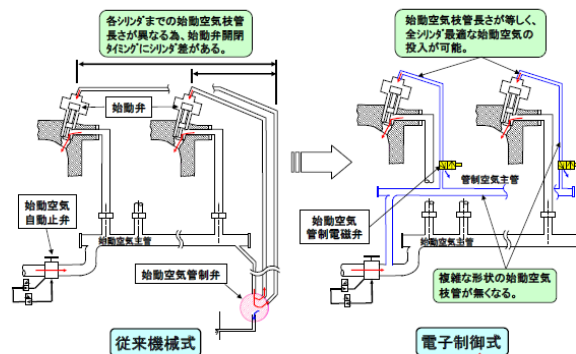 各シリンダまでの始動空気枝管
長さが異なる為、始動弁開閉
タイミングにシリンダ差がある。
始動弁
始動空気
自動止弁
始動空気主管
始動空気管制弁
従来機械式
始動空気枝管長さが等しく、
全シリンダ最適な始動空気の
投入が可能。
管制空気主管
始動空気
管制電磁弁
始動空気主管
複雑な形状の始動空気
枝管が無くなる。
電子制御式